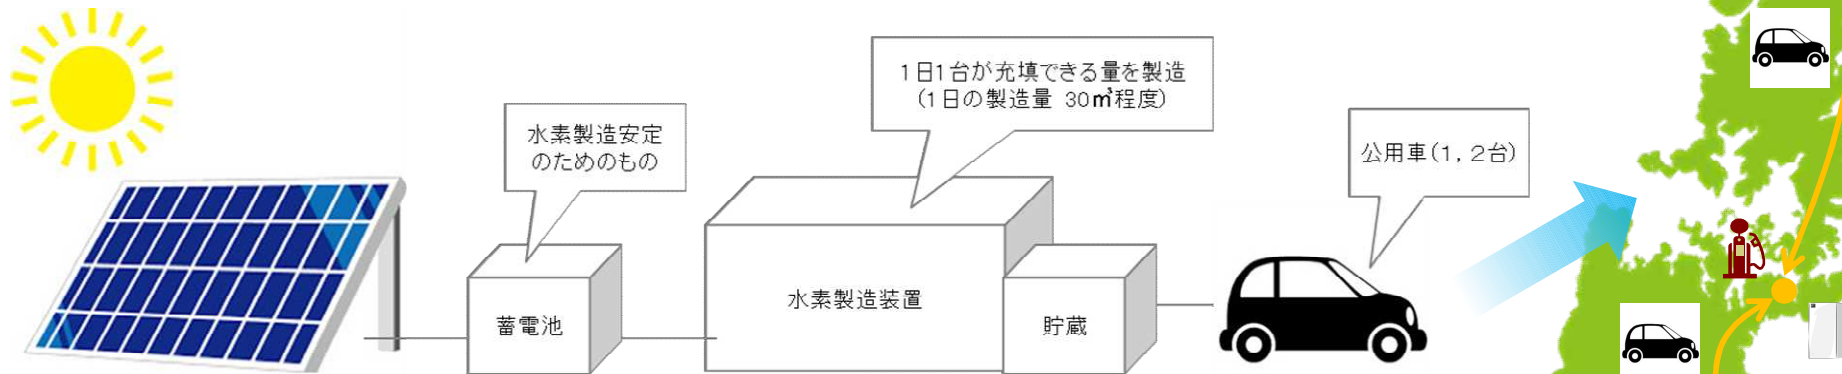 1日1台が充填できる量を製造
(1日の製造量 30㎥程度)
水素製造安定
のためのもの
公用車(1,2台)
蓄電池
水素製造装置
貯蔵